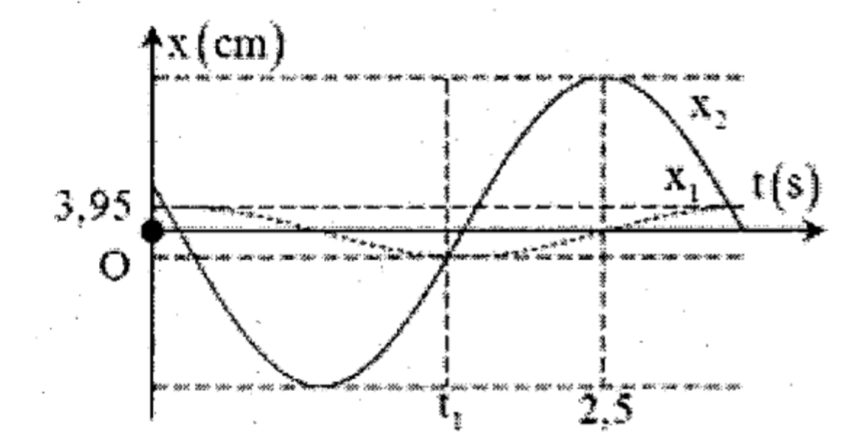 x(cm)
x₂
x₁
t(s)
3,95
O
t₁
2,5